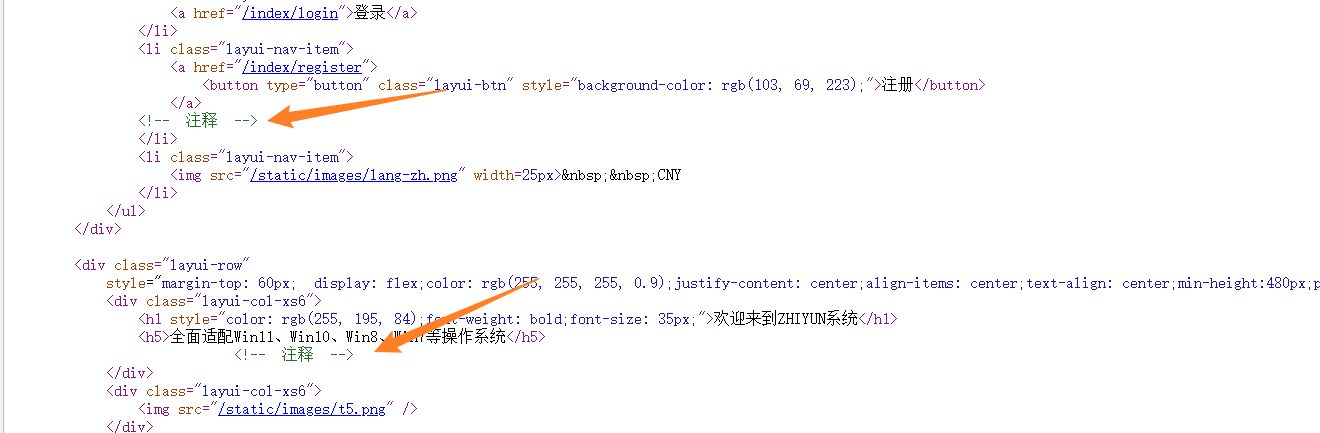 <a href="/index/login">登录</a>
</li>
<li class="layui-nav-item">
<a href="/index/register">
<button type="button" class="layui-btn" style="background-color: rgb(103, 69, 223);">注册</button>
</a>
<!-- 注释 -->
</li>
<li class="layui-nav-item">
<img src="/static/images/lang-zh.png" width=25px>&nbsp;&nbsp;CNY
</li>
</ul>
</div>
<div class="layui-row"
style="margin-top: 60px; display: flex;color: rgb(255, 255, 255, 0.9);justify-content: center;align-items: center;text-align: center;min-height:480px;p
<div class="layui-col-xs6">
<h1 style="color: rgb(255, 195, 84);font-weight: bold;font-size: 35px;">欢迎来到ZHIYUN系统</h1>
<h5>全面适配Win11、Win10、Win8、Win7等操作系统</h5>
<!-- 注释 -->
</div>
<div class="layui-col-xs6">
<img src="/static/images/t5.png" />
</div>